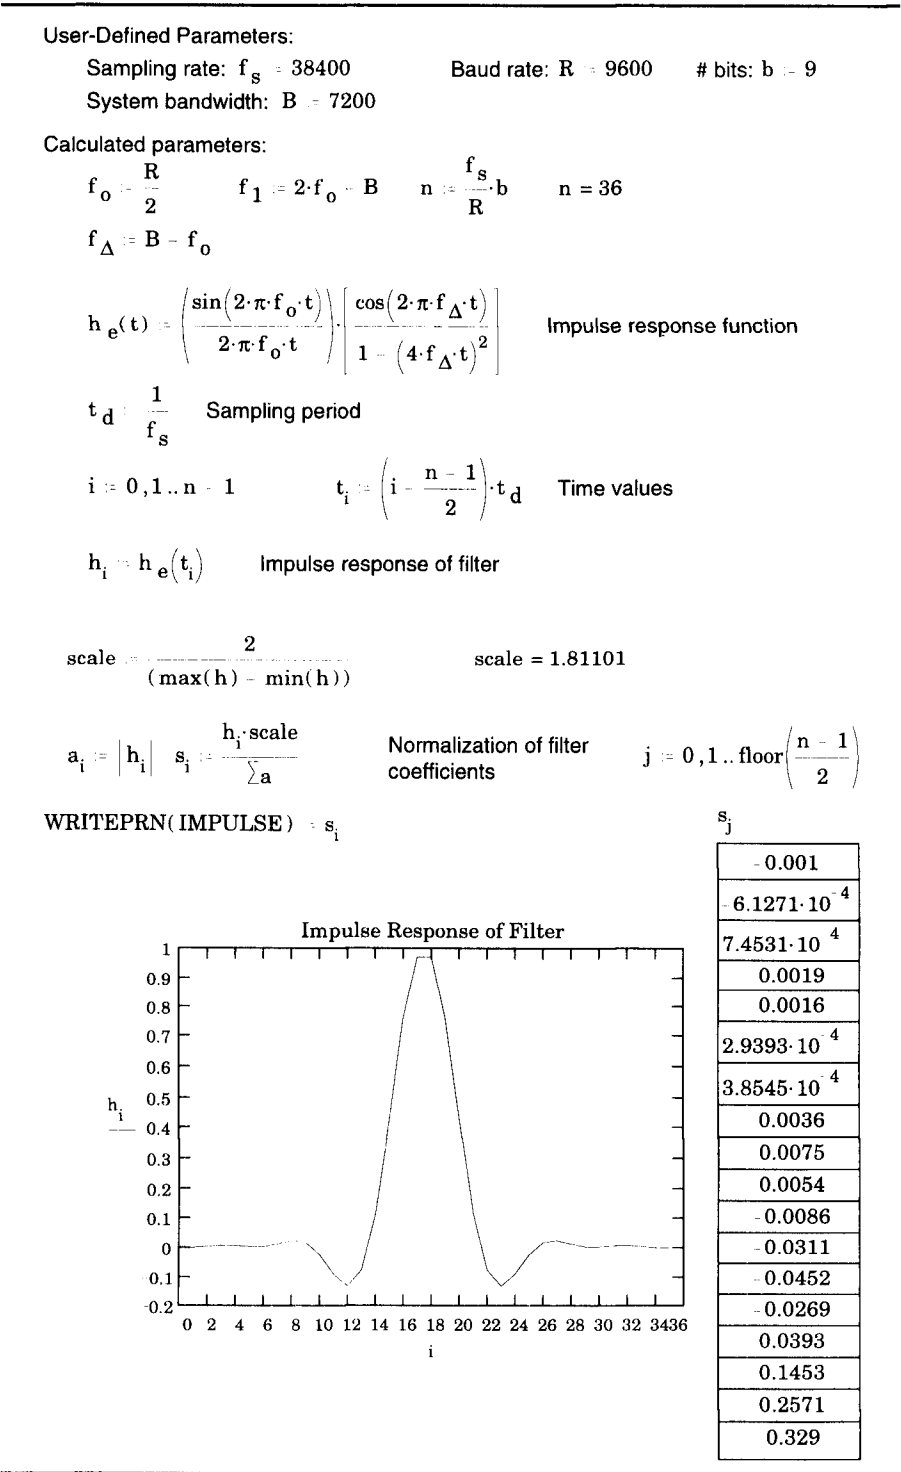 User-Defined Parameters:
Sampling rate: f_s := 38400 Baud rate: R := 9600 # bits: b := 9
System bandwidth: B := 7200
Calculated parameters:
f_o := R/2 f_1 := 2·f_o - B n := f_s/R·b n = 36
f_Δ := B - f_o
h_e(t) := (sin(2·π·f_o·t)/(2·π·f_o·t))·[cos(2·π·f_Δ·t)/(1 - (4·f_Δ·t)^2)] Impulse response function
t_d := 1/f_s Sampling period
i := 0,1..n - 1 t_i := (i - (n - 1)/2)·t_d Time values
h_i := h_e(t_i) Impulse response of filter
scale := 2/(max(h) - min(h)) scale = 1.81101
a_i := |h_i| s_i := h_i·scale/∑a Normalization of filter coefficients j := 0,1..floor((n - 1)/2)
WRITEPRN(IMPULSE) := s_i
s_j
-0.001
-6.1271·10^-4
7.4531·10^-4
0.0019
0.0016
2.9393·10^-4
3.8545·10^-4
0.0036
0.0075
0.0054
-0.0086
-0.0311
-0.0452
-0.0269
0.0393
0.1453
0.2571
0.329
Impulse Response of Filter
1
0.9
0.8
0.7
0.6
0.5
0.4
0.3
0.2
0.1
0
-0.1
-0.2
h_i
0 2 4 6 8 10 12 14 16 18 20 22 24 26 28 30 32 34 36
i